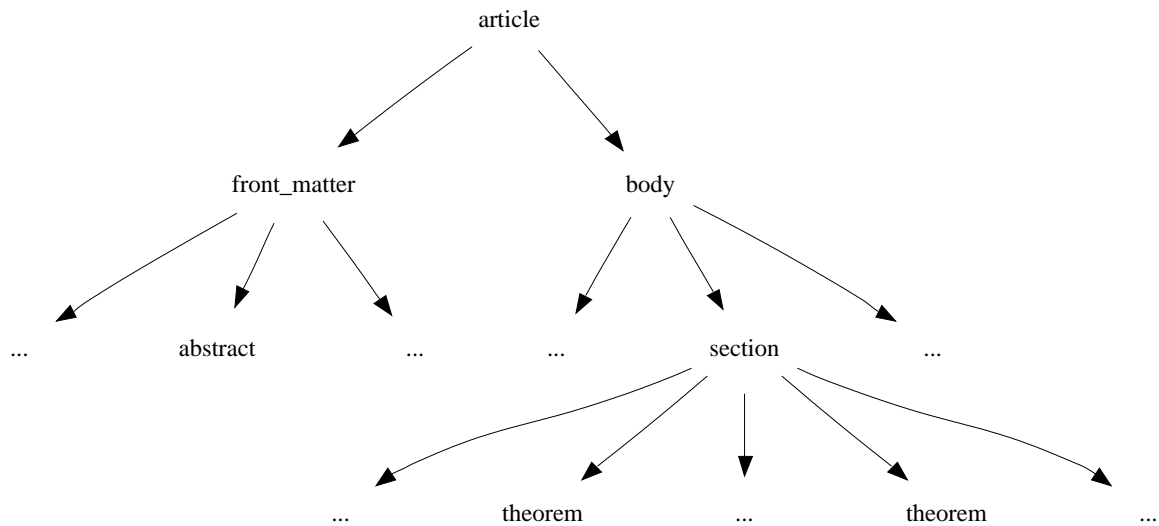 article
front_matter body
... abstract ... ... section ...
... theorem ... theorem ...